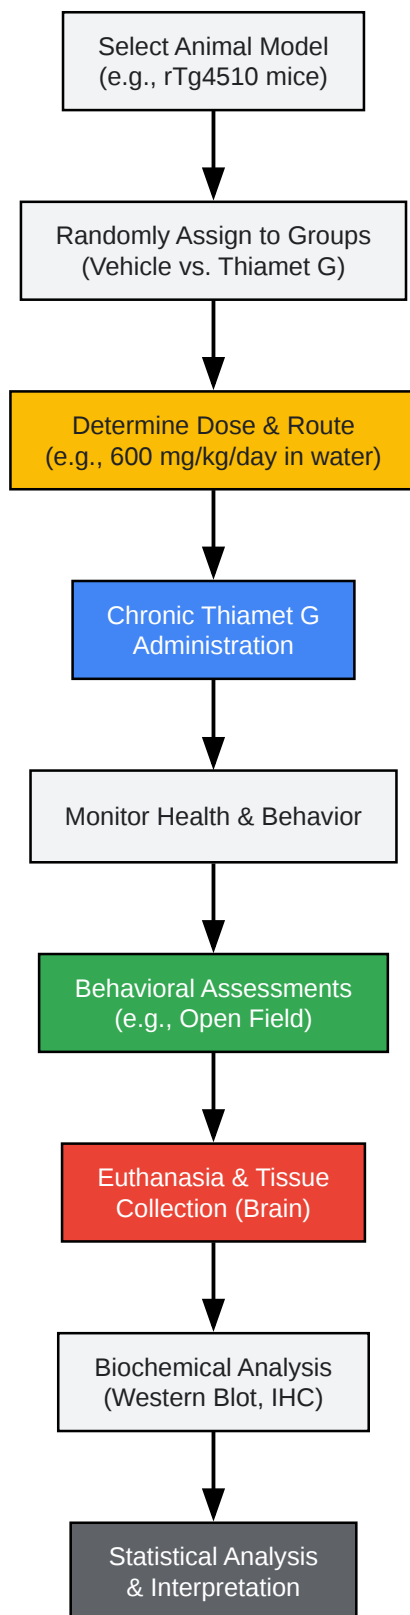 Select Animal Model
(e.g., rTg4510 mice)
Randomly Assign to Groups
(Vehicle vs. Thiamet G)
Determine Dose & Route
(e.g., 600 mg/kg/day in water)
Chronic Thiamet G
Administration
Monitor Health & Behavior
Behavioral Assessments
(e.g., Open Field)
Euthanasia & Tissue
Collection (Brain)
Biochemical Analysis
(Western Blot, IHC)
Statistical Analysis
& Interpretation